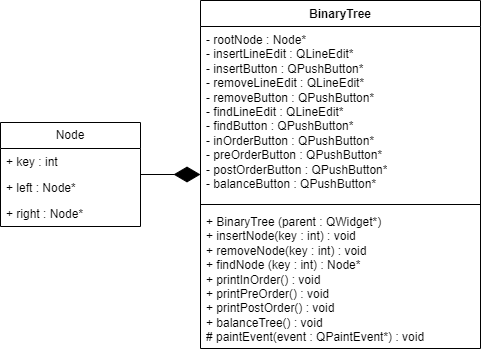 BinaryTree
- rootNode : Node*
- insertLineEdit : QLineEdit*
- insertButton : QPushButton*
- removeLineEdit : QLineEdit*
- removeButton : QPushButton*
- findLineEdit : QLineEdit*
- findButton : QPushButton*
- inOrderButton : QPushButton*
- preOrderButton : QPushButton*
- postOrderButton : QPushButton*
- balanceButton : QPushButton*
+ BinaryTree (parent : QWidget*)
+ insertNode(key : int) : void
+ removeNode(key : int) : void
+ findNode (key : int) : Node*
+ printInOrder() : void
+ printPreOrder() : void
+ printPostOrder() : void
+ balanceTree() : void
# paintEvent(event : QPaintEvent*) : void
Node
+ key : int
+ left : Node*
+ right : Node*